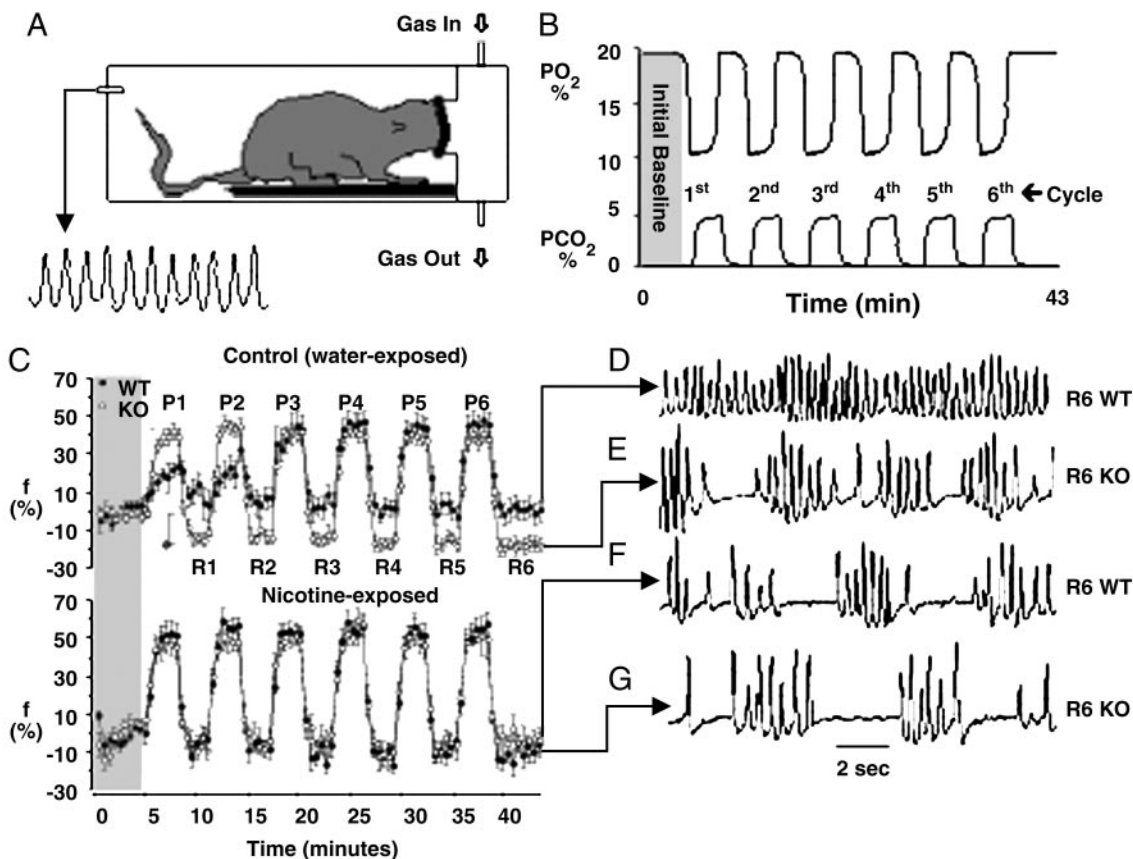 A
Gas In
Gas Out
B
PO2
%
20
15
10
5
0
PCO2
%
Initial Baseline
1st 2nd 3rd 4th 5th 6th Cycle
0 43
Time (min)
C
Control (water-exposed)
70
50
30
10
-10
-30
f
(%)
WT
KO
P1 P2 P3 P4 P5 P6
R1 R2 R3 R4 R5 R6
Nicotine-exposed
70
50
30
10
-10
-30
f
(%)
0 5 10 15 20 25 30 35 40
Time (minutes)
D
R6 WT
E
R6 KO
F
R6 WT
G
R6 KO
2 sec